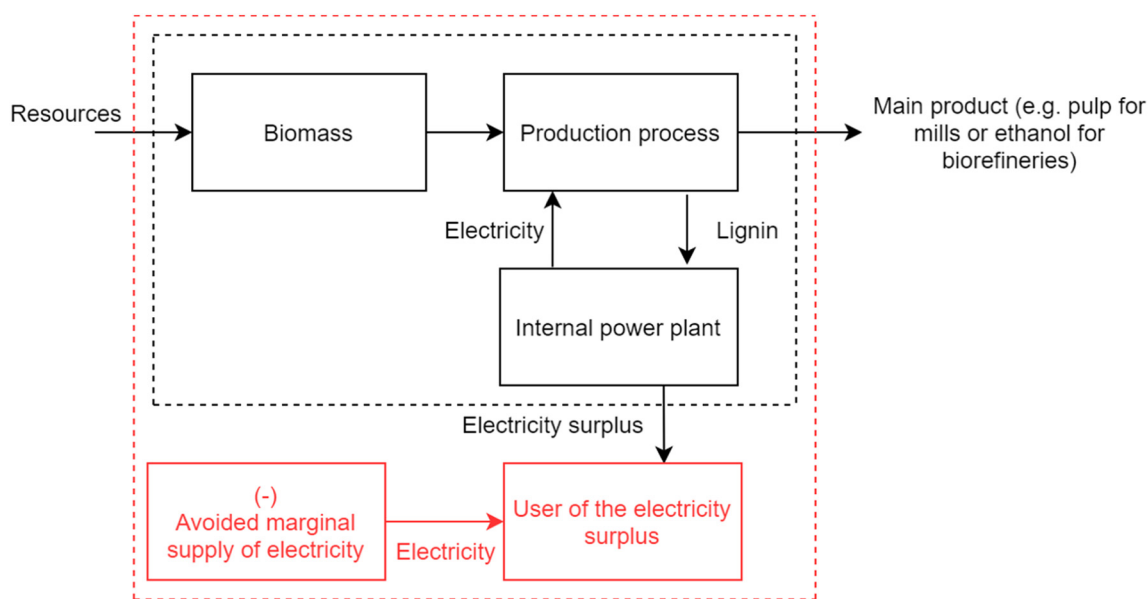 Resources
Biomass
Production process
Main product (e.g. pulp for
mills or ethanol for
biorefineries)
Electricity
Lignin
Internal power plant
Electricity surplus
(-)
Avoided marginal
supply of electricity
Electricity
User of the electricity
surplus